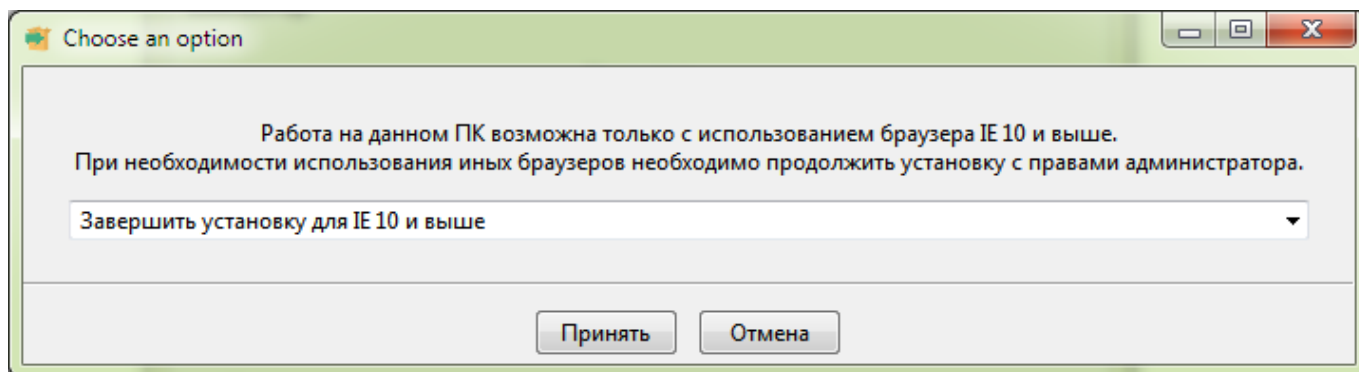 Choose an option
Работа на данном ПК возможна только с использованием браузера IE 10 и выше.
При необходимости использования иных браузеров необходимо продолжить установку с правами администратора.
Завершить установку для IE 10 и выше
Принять Отмена